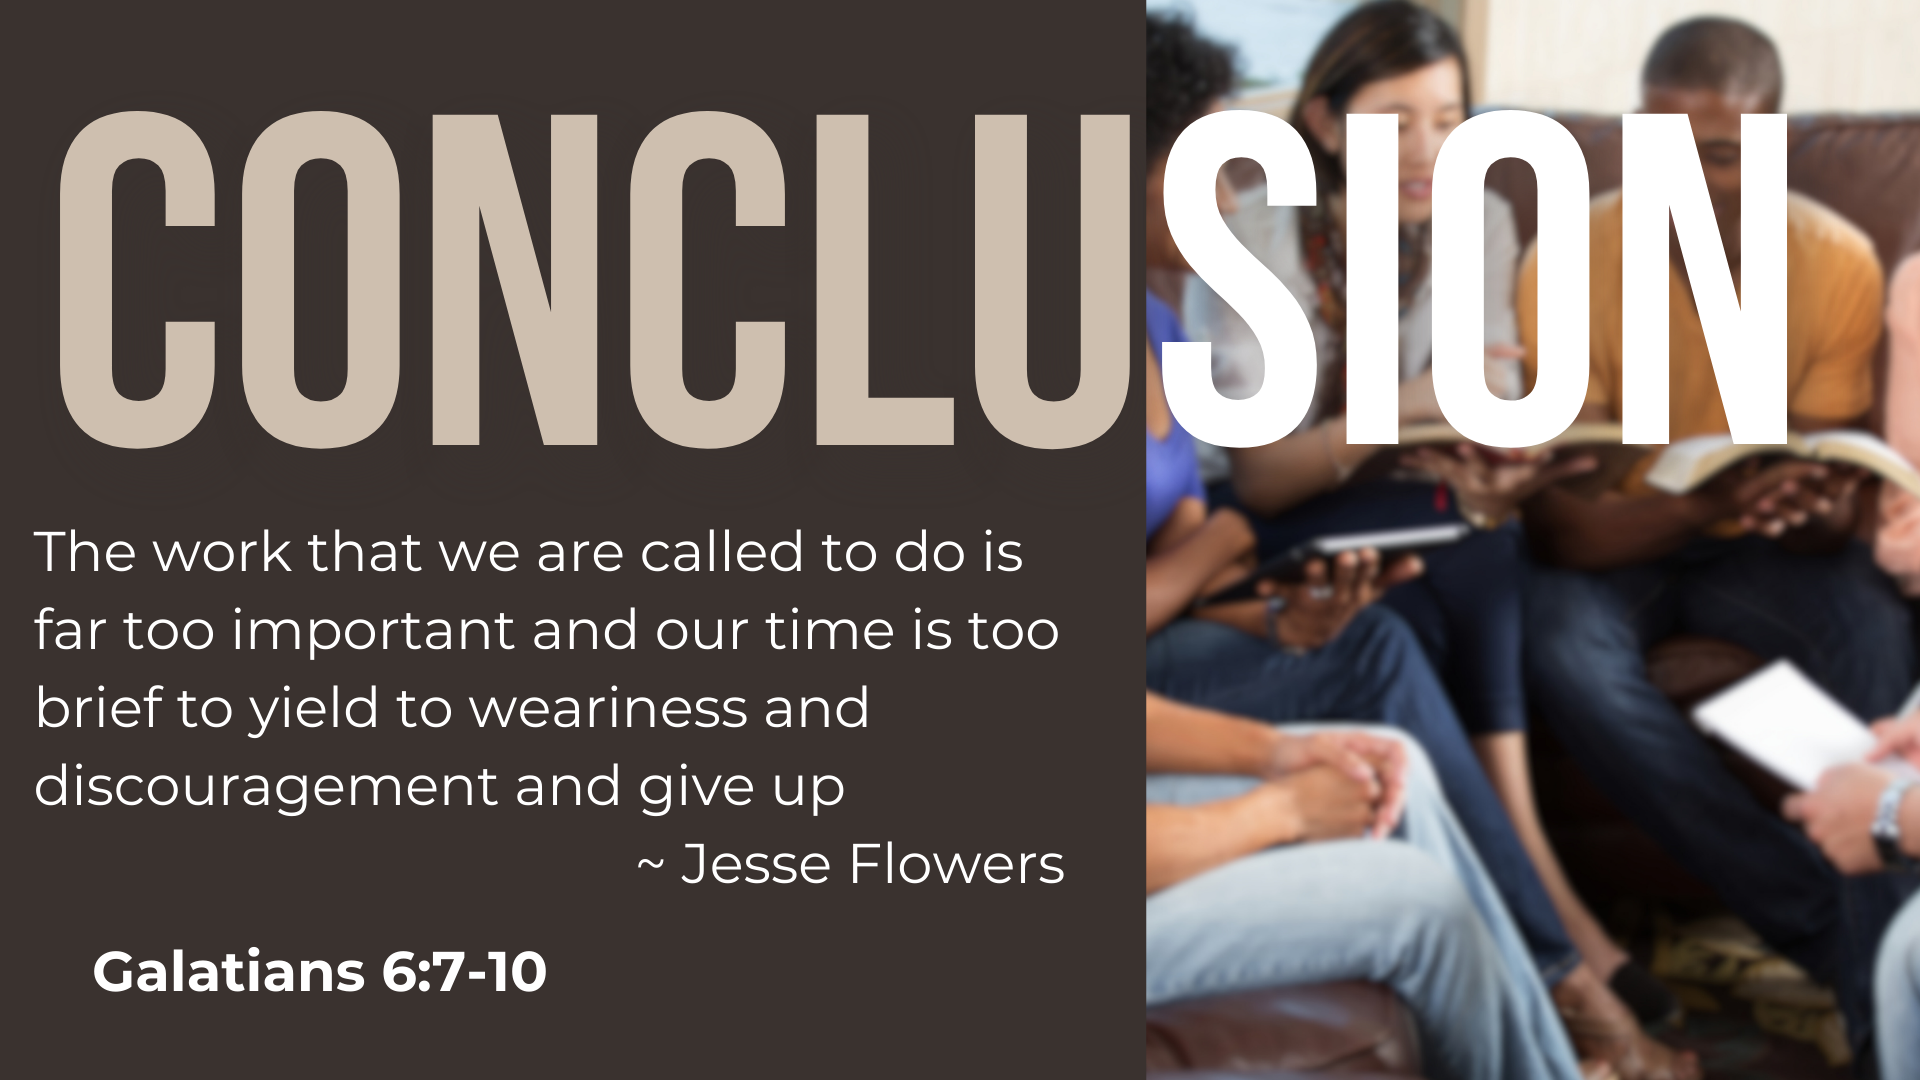 CONCLUSION
The work that we are called to do is
far too important and our time is too
brief to yield to weariness and
discouragement and give up
~ Jesse Flowers
Galatians 6:7-10